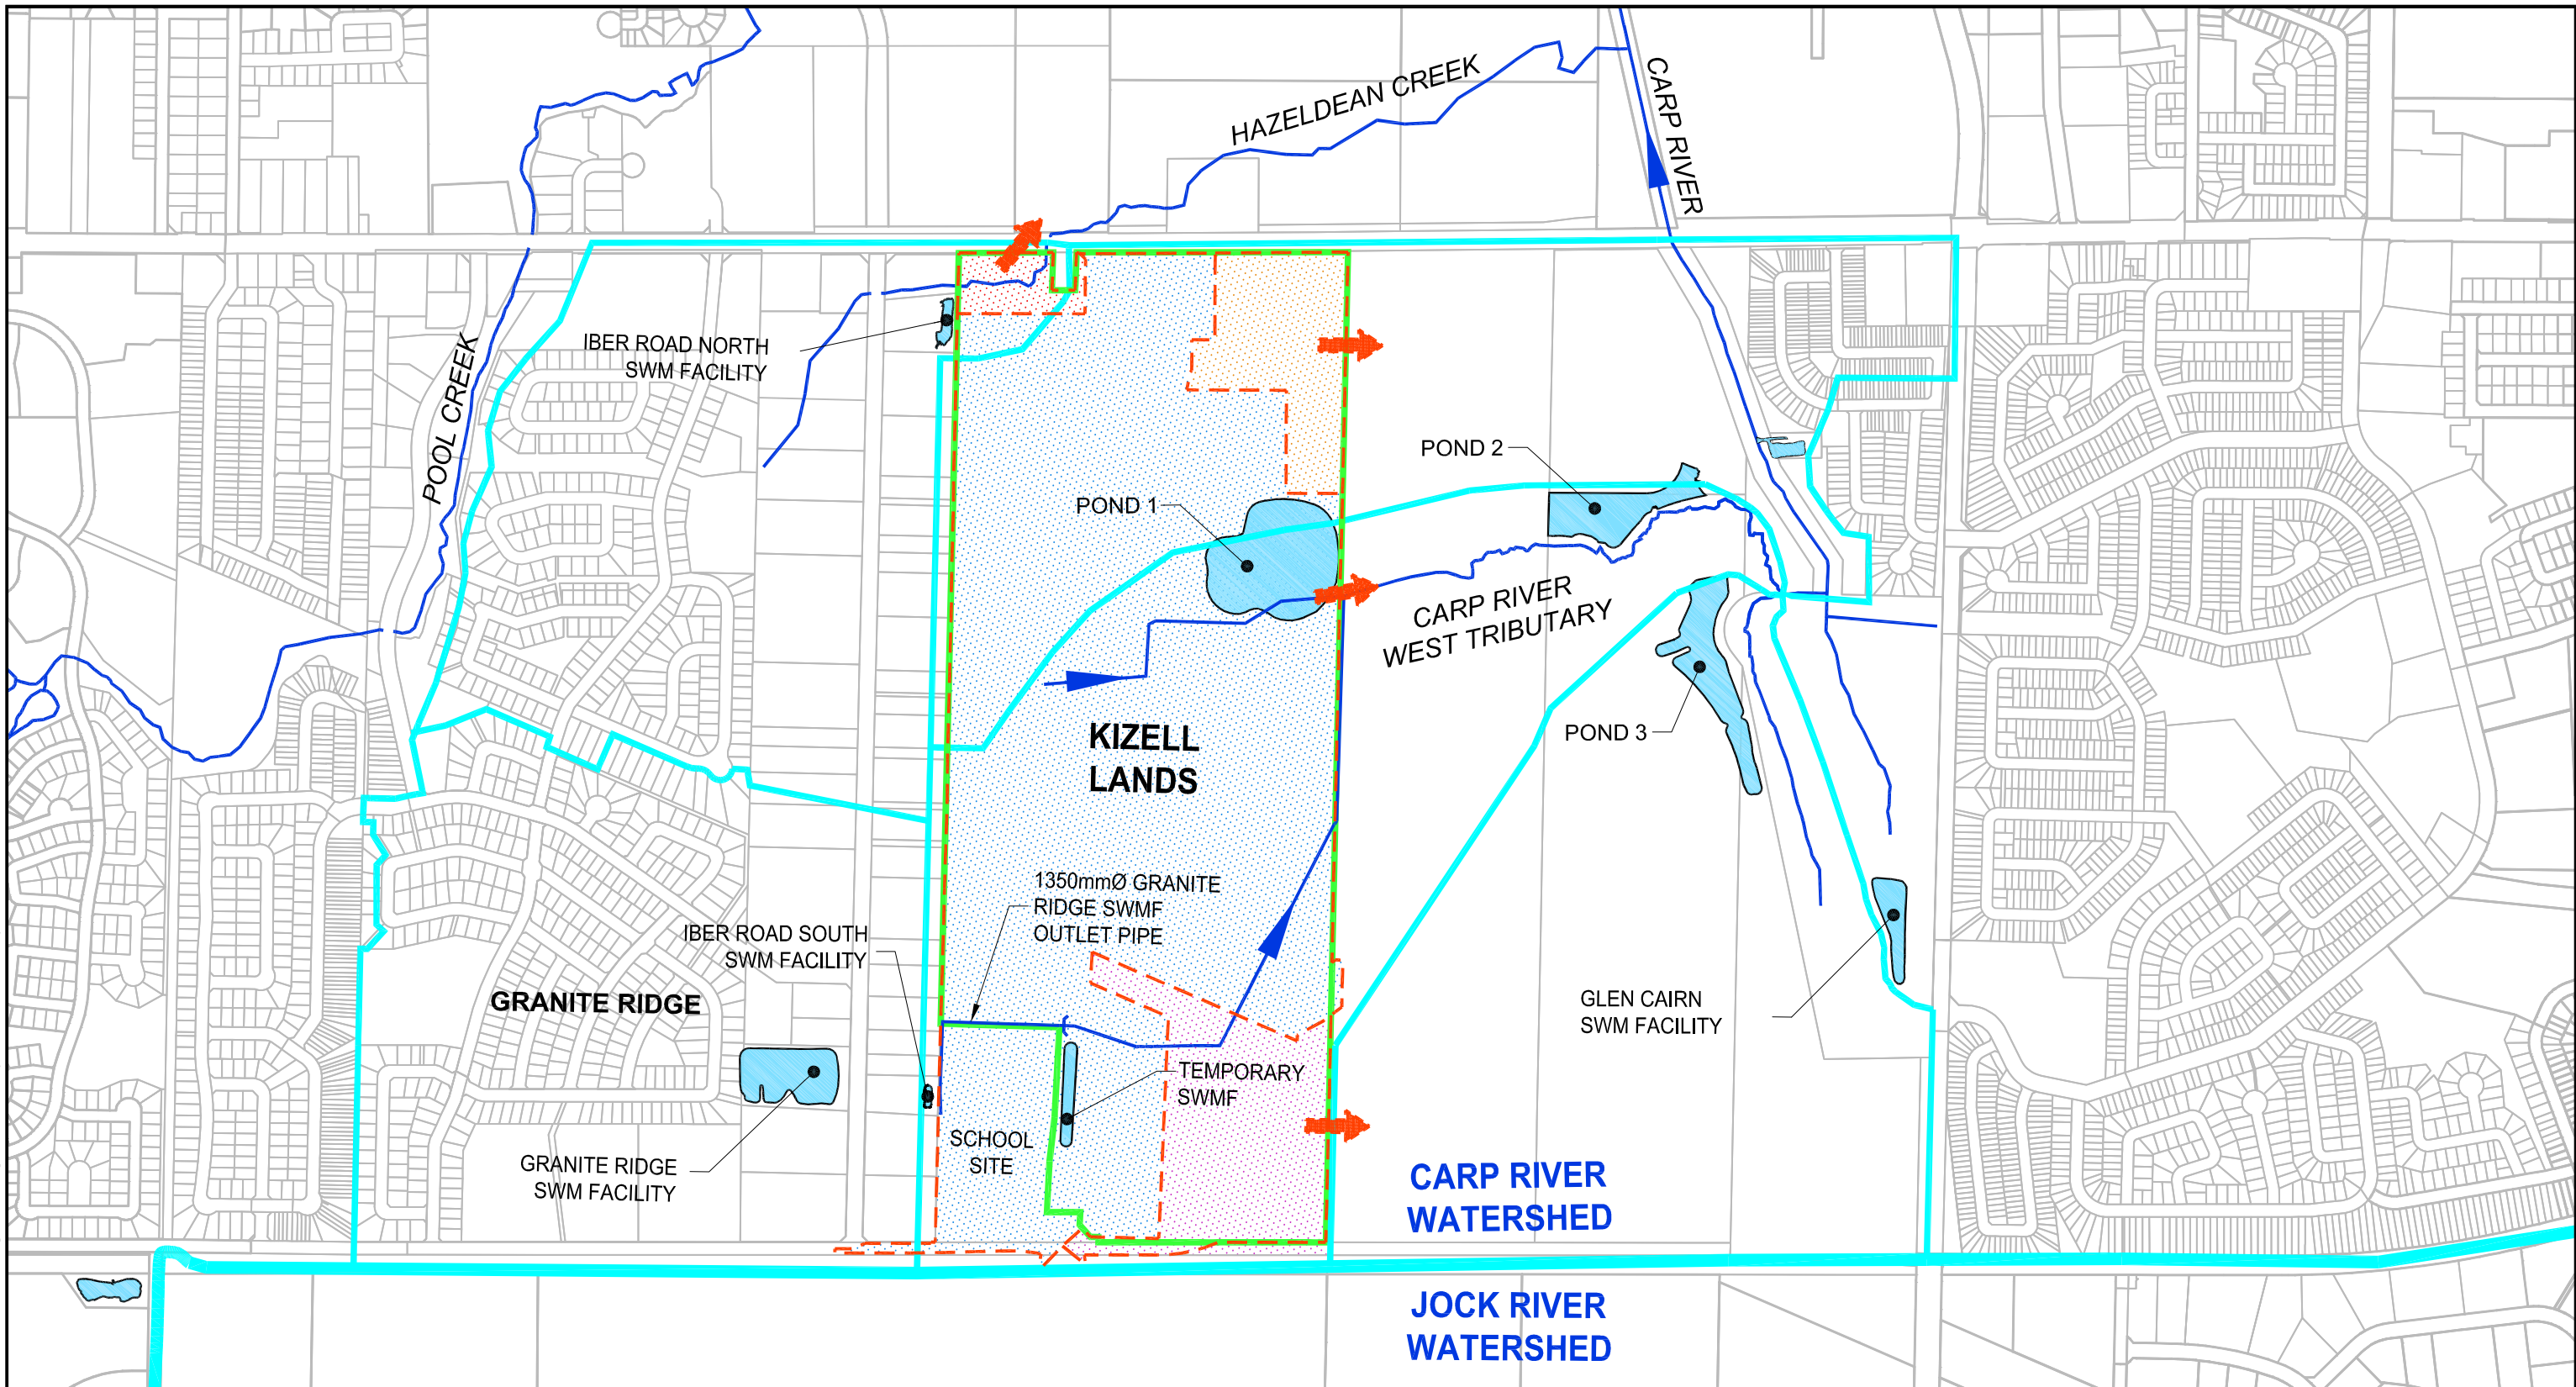 HAZELDEAN CREEK
CARP RIVER
IBER ROAD NORTH
SWM FACILITY
POOL CREEK
POND 2
POND 1
CARP RIVER
WEST TRIBUTARY
KIZELL
LANDS
POND 3
1350mmØ GRANITE
RIDGE SWMF
OUTLET PIPE
IBER ROAD SOUTH
SWM FACILITY
GRANITE RIDGE
GLEN CAIRN
SWM FACILITY
TEMPORARY
SWMF
SCHOOL
SITE
GRANITE RIDGE
SWM FACILITY
CARP RIVER
WATERSHED
JOCK RIVER
WATERSHED